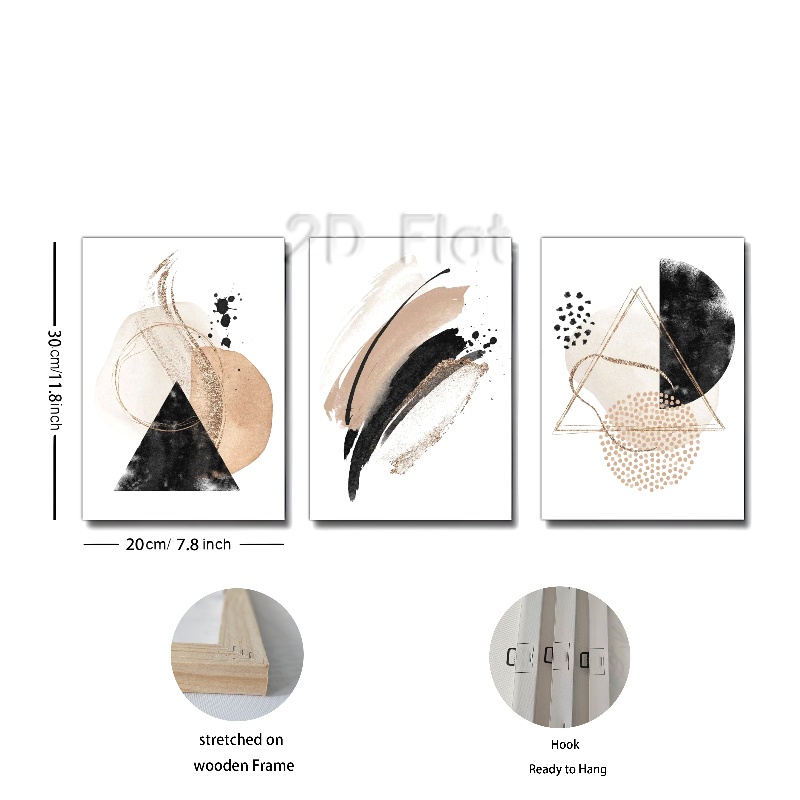 2D Flat
30cm/11.8inch
20cm/ 7.8 inch
stretched on
wooden Frame
Hook
Ready to Hang